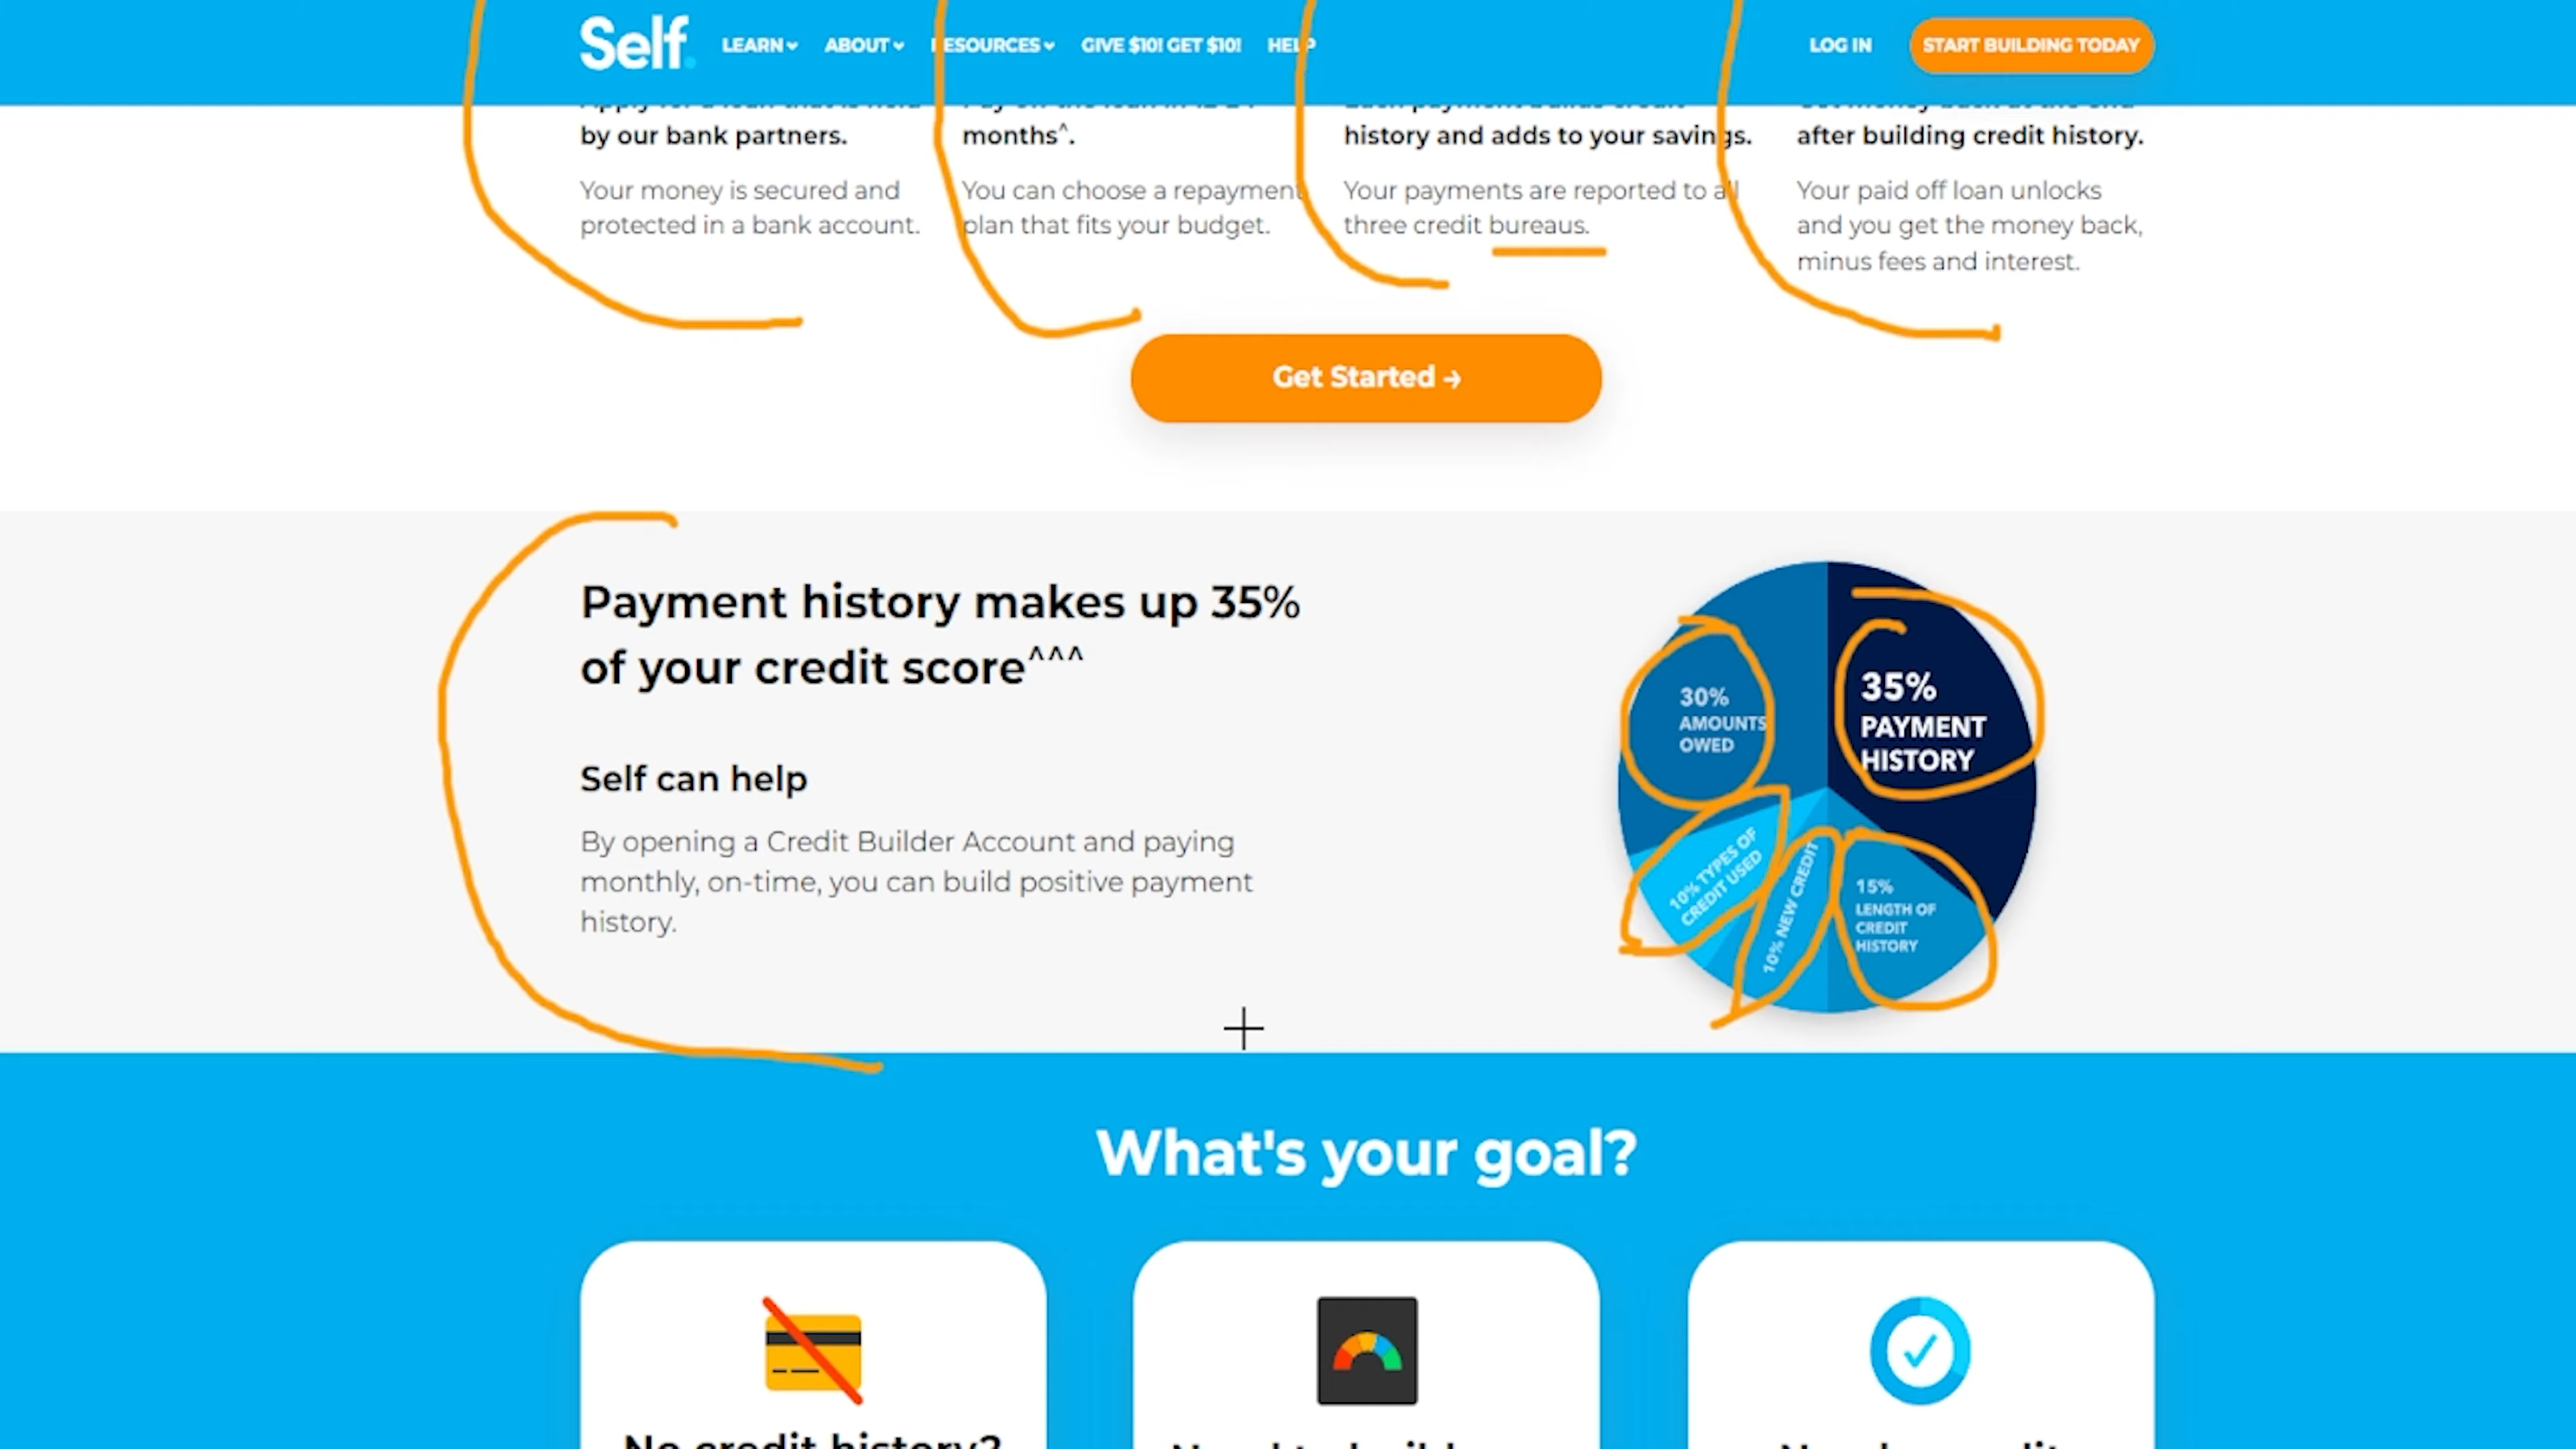 Self.
LEARN
ABOUT
RESOURCES
GIVE $10! GET $10!
HELP
LOG IN
START BUILDING TODAY
by our bank partners.
Your money is secured and
protected in a bank account.
months^.
You can choose a repayment
plan that fits your budget.
history and adds to your savings.
Your payments are reported to all
three credit bureaus.
after building credit history.
Your paid off loan unlocks
and you get the money back,
minus fees and interest.
Get Started →
Payment history makes up 35%
of your credit score^^^
Self can help
By opening a Credit Builder Account and paying
monthly, on-time, you can build positive payment
history.
30%
AMOUNTS
OWED
35%
PAYMENT
HISTORY
10% TYPES OF
CREDIT USED
10% NEW CREDIT
15%
LENGTH OF
CREDIT
HISTORY
What's your goal?
No credit history?